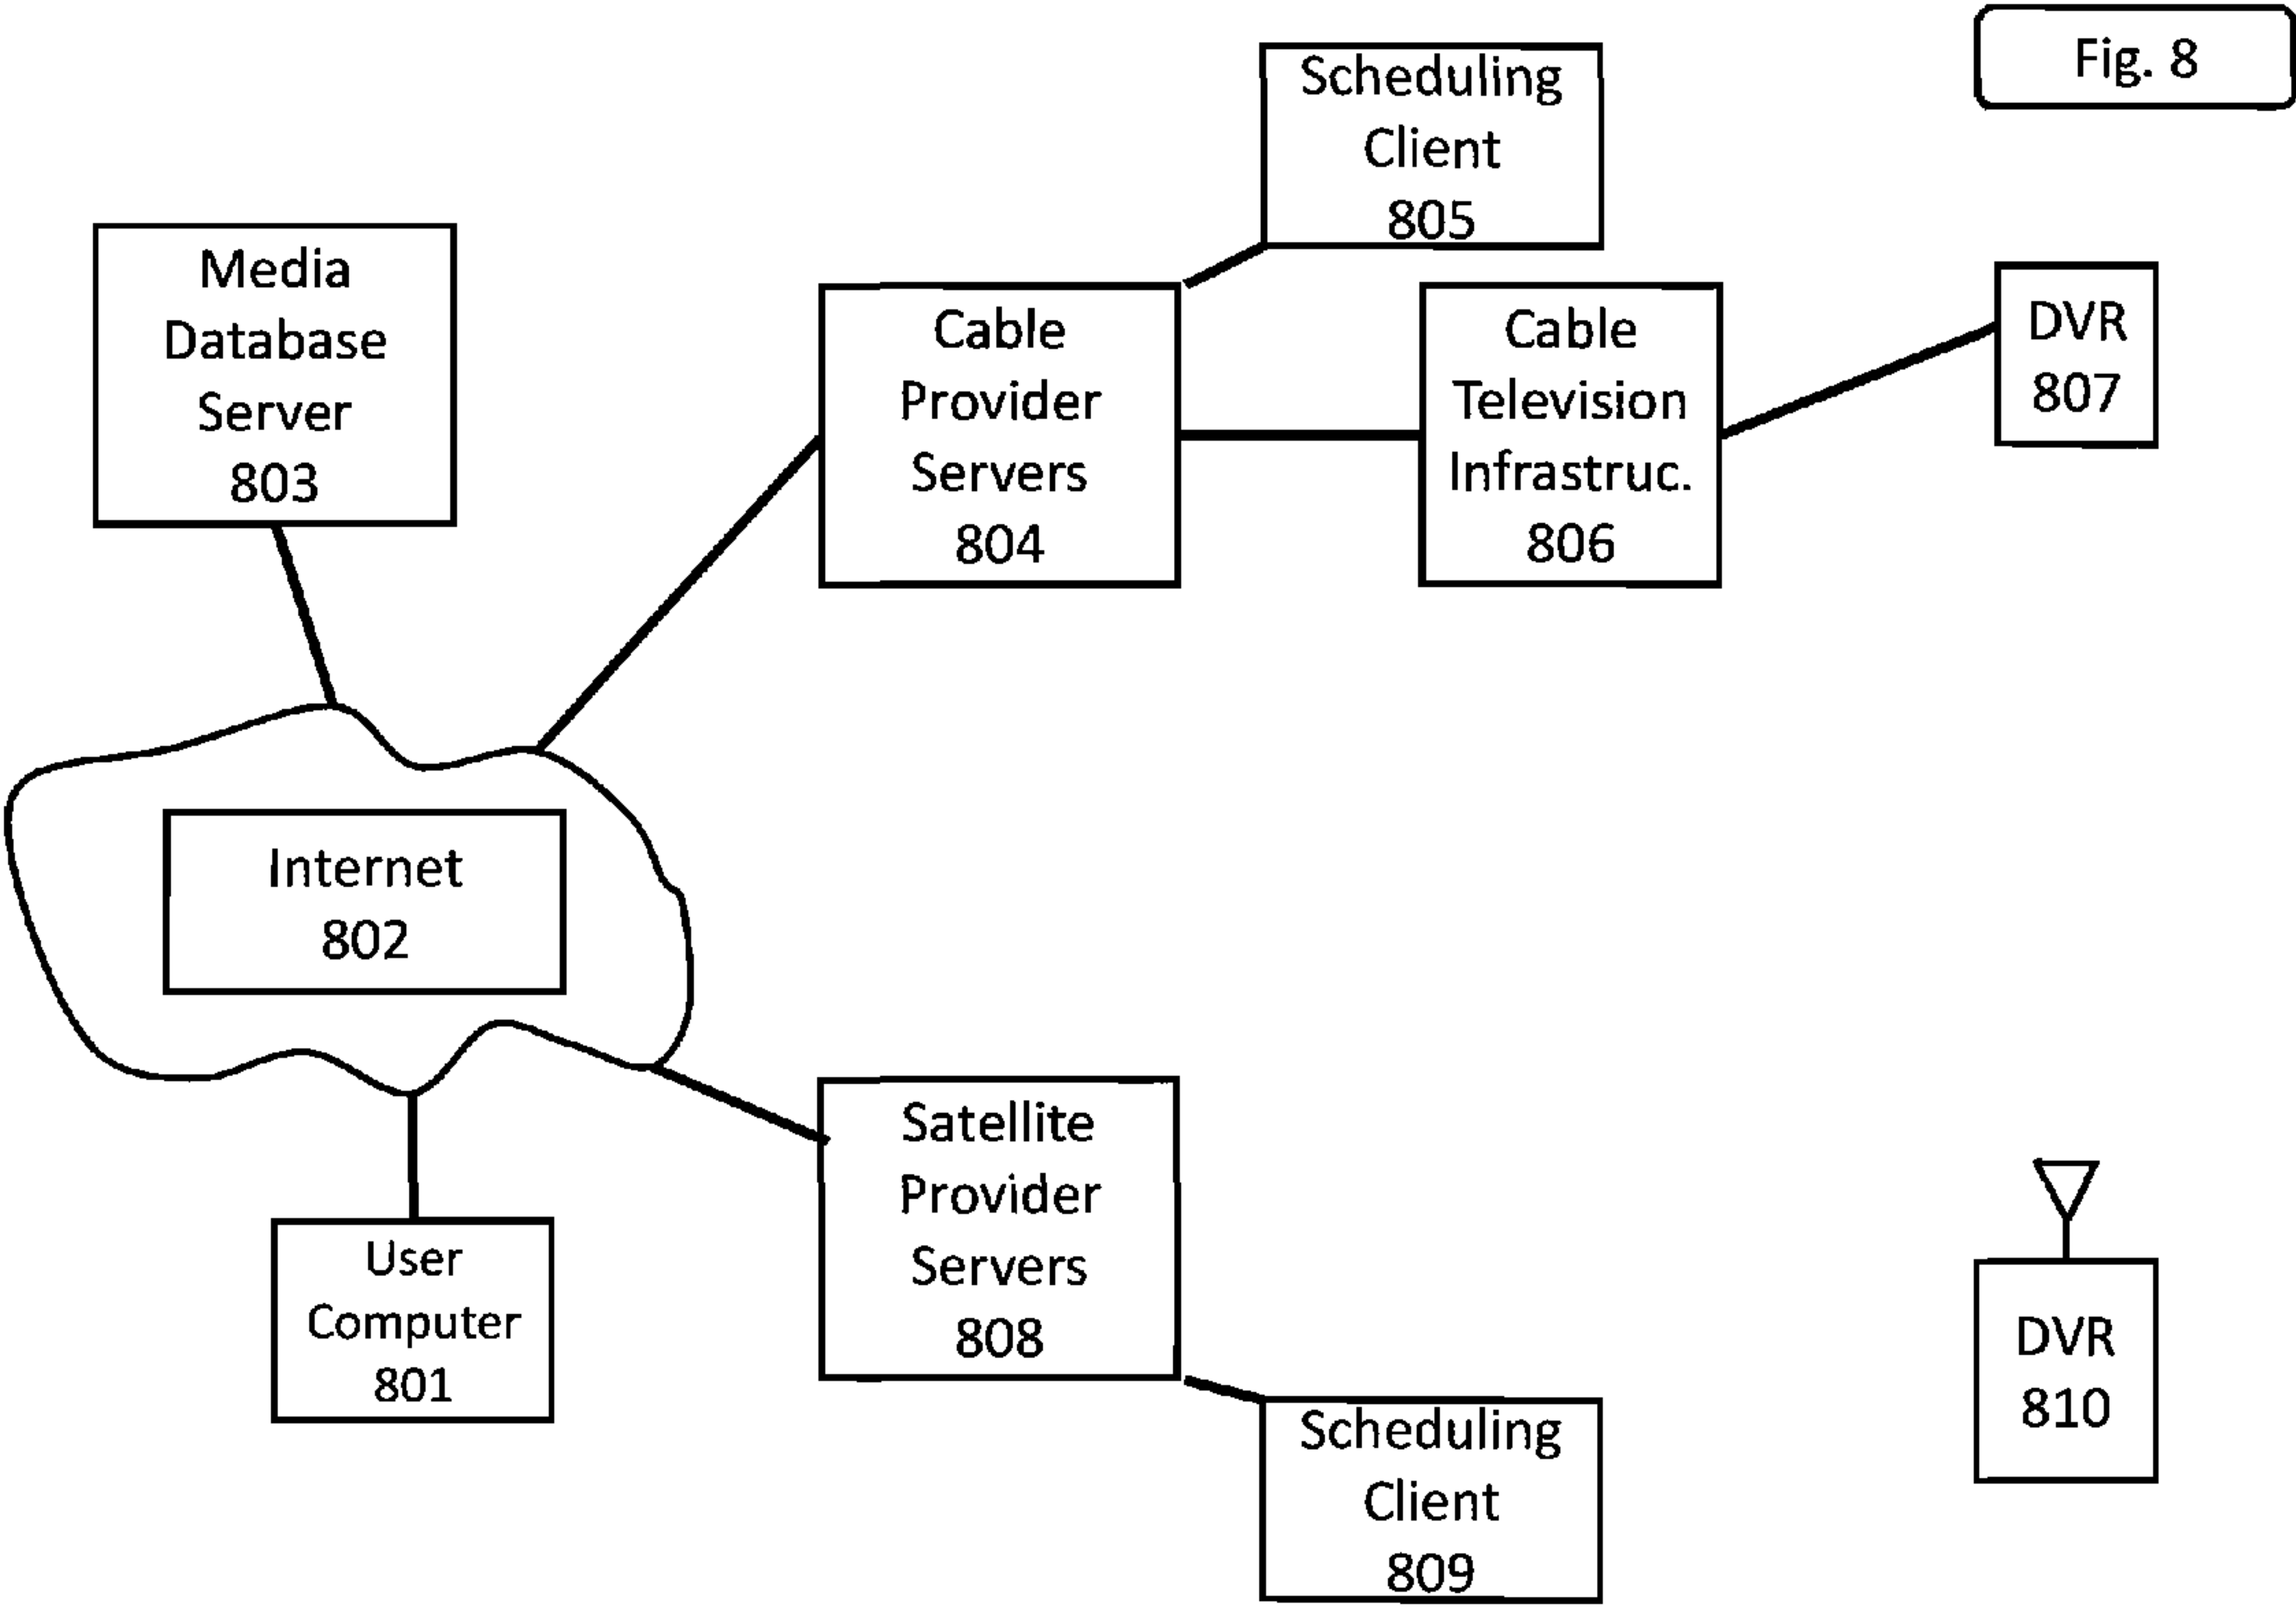 Fig. 8
Scheduling
Client
805
Media
Database
Server
803
Cable
Provider
Servers
804
Cable
Television
Infrastruc.
806
DVR
807
Internet
802
User
Computer
801
Satellite
Provider
Servers
808
Scheduling
Client
809
DVR
810